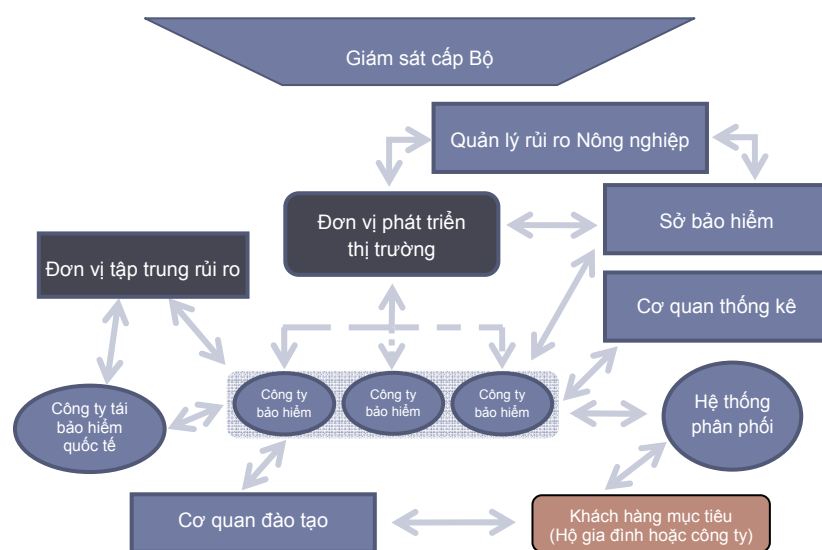 Giám sát cấp Bộ
Quản lý rủi ro Nông nghiệp
Đơn vị phát triển
thị trường
Sở bảo hiểm
Đơn vị tập trung rủi ro
Cơ quan thống kê
Công ty
bảo hiểm
Công ty
bảo hiểm
Công ty
bảo hiểm
Công ty tái
bảo hiểm
quốc tế
Hệ thống
phân phối
Cơ quan đào tạo
Khách hàng mục tiêu
(Hộ gia đình hoặc công ty)